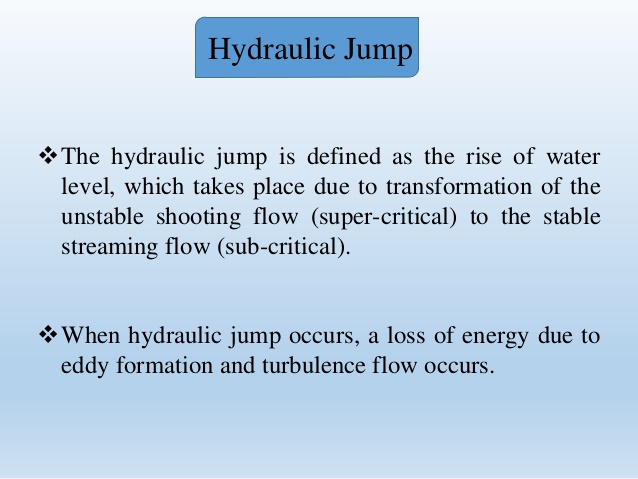 Hydraulic Jump
❖The hydraulic jump is defined as the rise of water
level, which takes place due to transformation of the
unstable shooting flow (super-critical) to the stable
streaming flow (sub-critical).
❖When hydraulic jump occurs, a loss of energy due to
eddy formation and turbulence flow occurs.